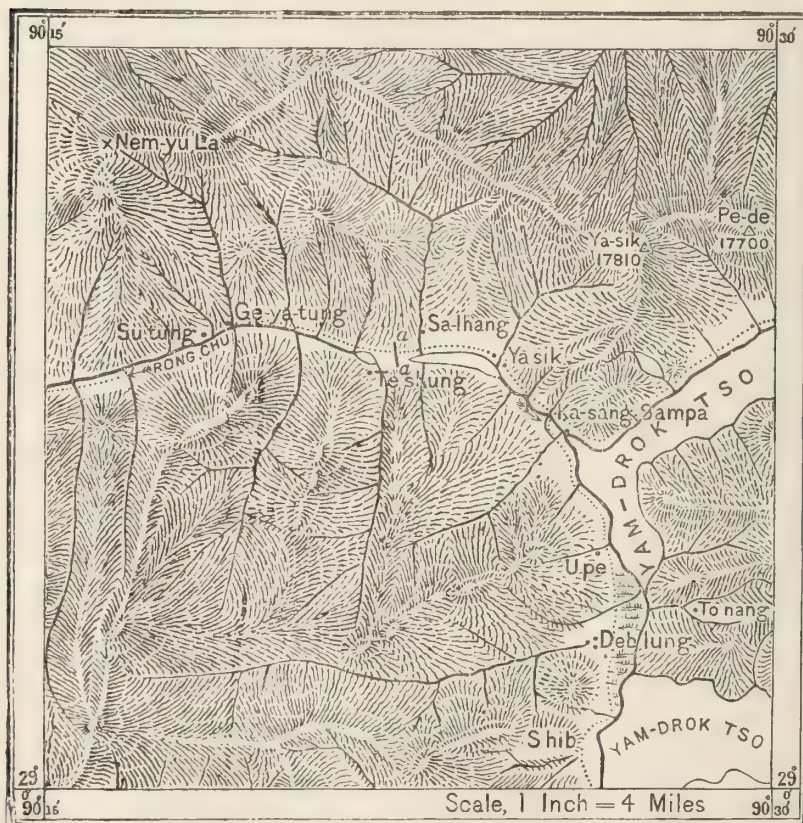 90° 15′
90° 30′
Nem-yu La
Pe-de
17700
Ya-sik
17810
Ge-ya-tung
Su-tung
RONG CHU
a
a
Sa-lhang
Ya sik
Te-s
Ka-sang-Sampa
YAM-DROK TSO
U.pe
To nang
Deb lung
Shib
YAM-DROK TSO
29°
0′
90° 15′
Scale, 1 Inch = 4 Miles
29°
0′
90° 30′